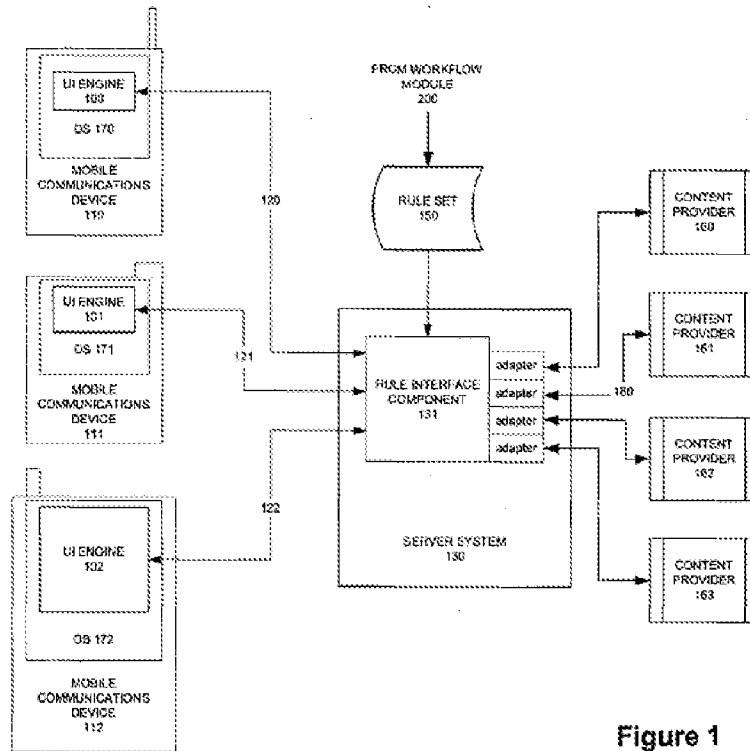 UI ENGINE
100
OS 170
MOBILE
COMMUNICATIONS
DEVICE
110
UI ENGINE
101
OS 171
MOBILE
COMMUNICATIONS
DEVICE
111
UI ENGINE
102
OS 172
MOBILE
COMMUNICATIONS
DEVICE
112
120
121
122
FROM WORKFLOW
MODULE
200
RULE SET
150
RULE INTERFACE
COMPONENT
131
adapter
adapter
adapter
adapter
SERVER SYSTEM
130
180
CONTENT
PROVIDER
160
CONTENT
PROVIDER
161
CONTENT
PROVIDER
162
CONTENT
PROVIDER
163
Figure 1